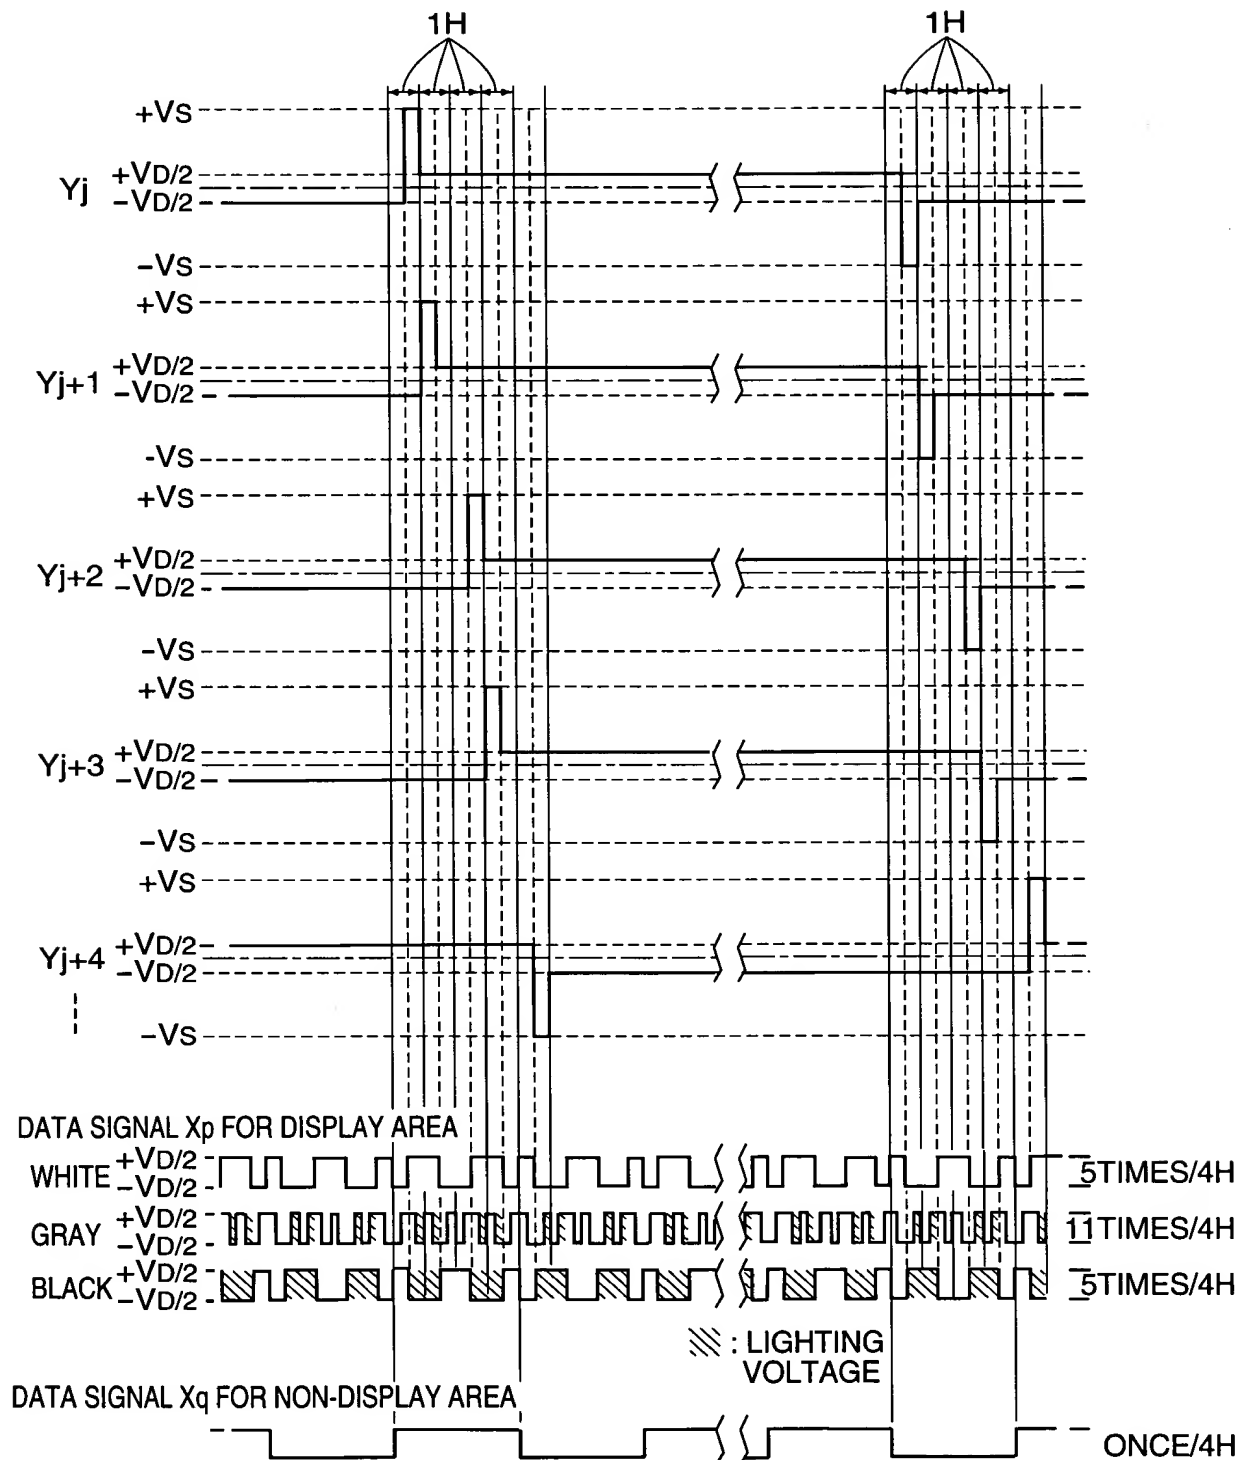 1H 1H
+VS
+VD/2
Yj
−VD/2
−VS
+VS
+VD/2
Yj+1
−VD/2
-VS
+VS
+VD/2
Yj+2
−VD/2
−VS
+VS
+VD/2
Yj+3
−VD/2
−VS
+VS
+VD/2
Yj+4
−VD/2
−VS
DATA SIGNAL Xp FOR DISPLAY AREA
+VD/2
WHITE 5TIMES/4H
−VD/2
+VD/2
GRAY 11TIMES/4H
−VD/2
+VD/2
BLACK 5TIMES/4H
−VD/2
: LIGHTING
VOLTAGE
DATA SIGNAL Xq FOR NON-DISPLAY AREA
ONCE/4H